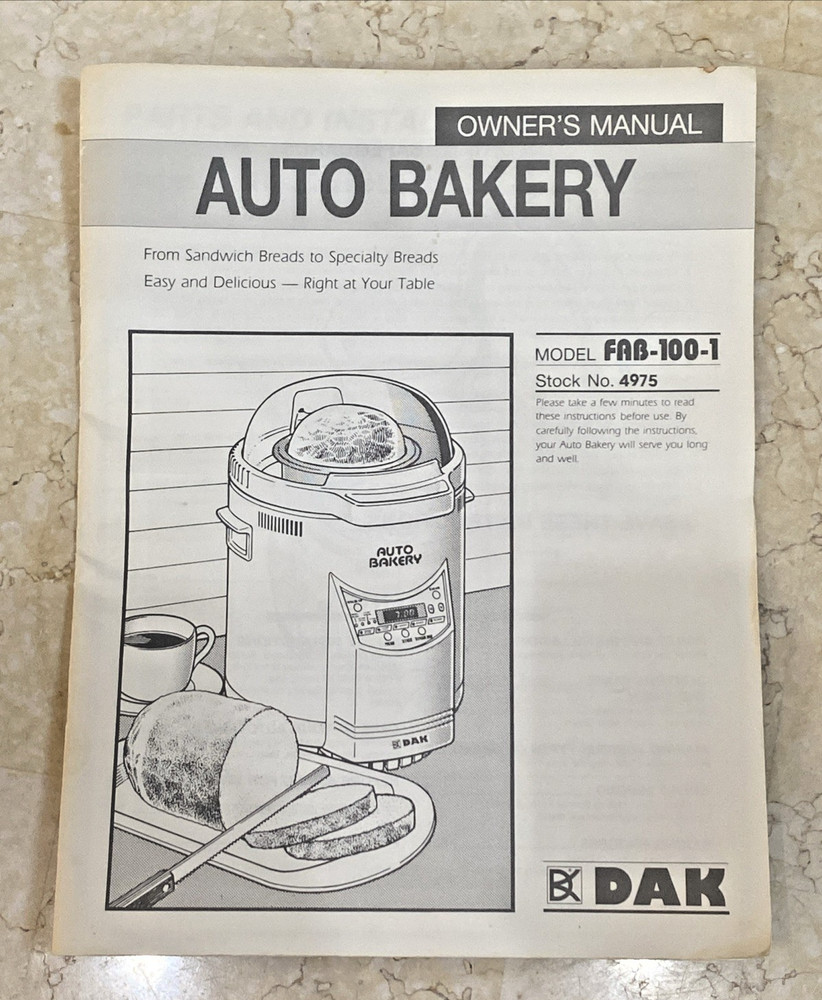 OWNER'S MANUAL
AUTO BAKERY
From Sandwich Breads to Specialty Breads
Easy and Delicious — Right at Your Table
MODEL FAB-100-1
Stock No. 4975
Please take a few minutes to read
these instructions before use. By
carefully following the instructions,
your Auto Bakery will serve you long
and well.
AUTO
BAKERY
7:00
DAK
DAK